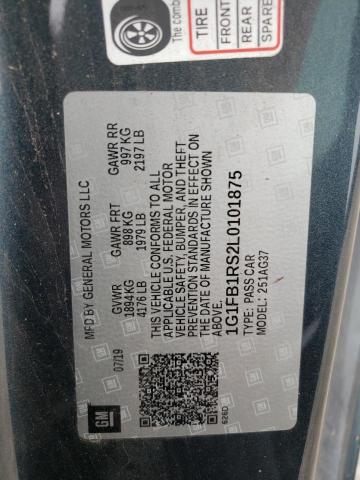 The combi
TIRE
FRONT
REAR
SPARE
MFD BY GENERAL MOTORS LLC
07/19
GVWR
1894 KG
4176 LB
GAWR FRT
898 KG
1979 LB
GAWR RR
997 KG
2197 LB
THIS VEHICLE CONFORMS TO ALL
APPLICABLE U.S. FEDERAL MOTOR
VEHICLE SAFETY, BUMPER, AND THEFT
PREVENTION STANDARDS IN EFFECT ON
THE DATE OF MANUFACTURE SHOWN
ABOVE.
1G1FB1RS2L0101875
TYPE: PASS CAR
MODEL: 251AG37
GM
626D